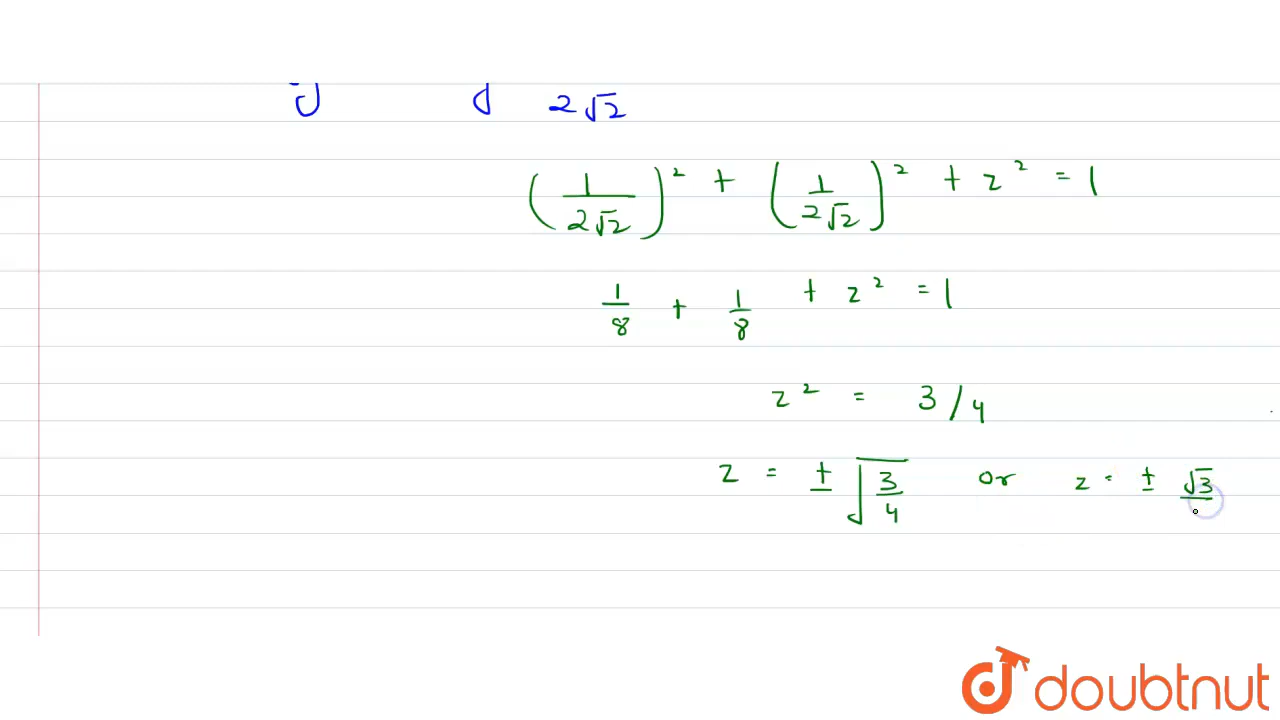 y y 2√2
(1/2√2)² + (1/2√2)² + z² = 1
1/8 + 1/8 + z² = 1
z² = 3/4
z = ± √(3/4) or z = ± √3
doubtnut